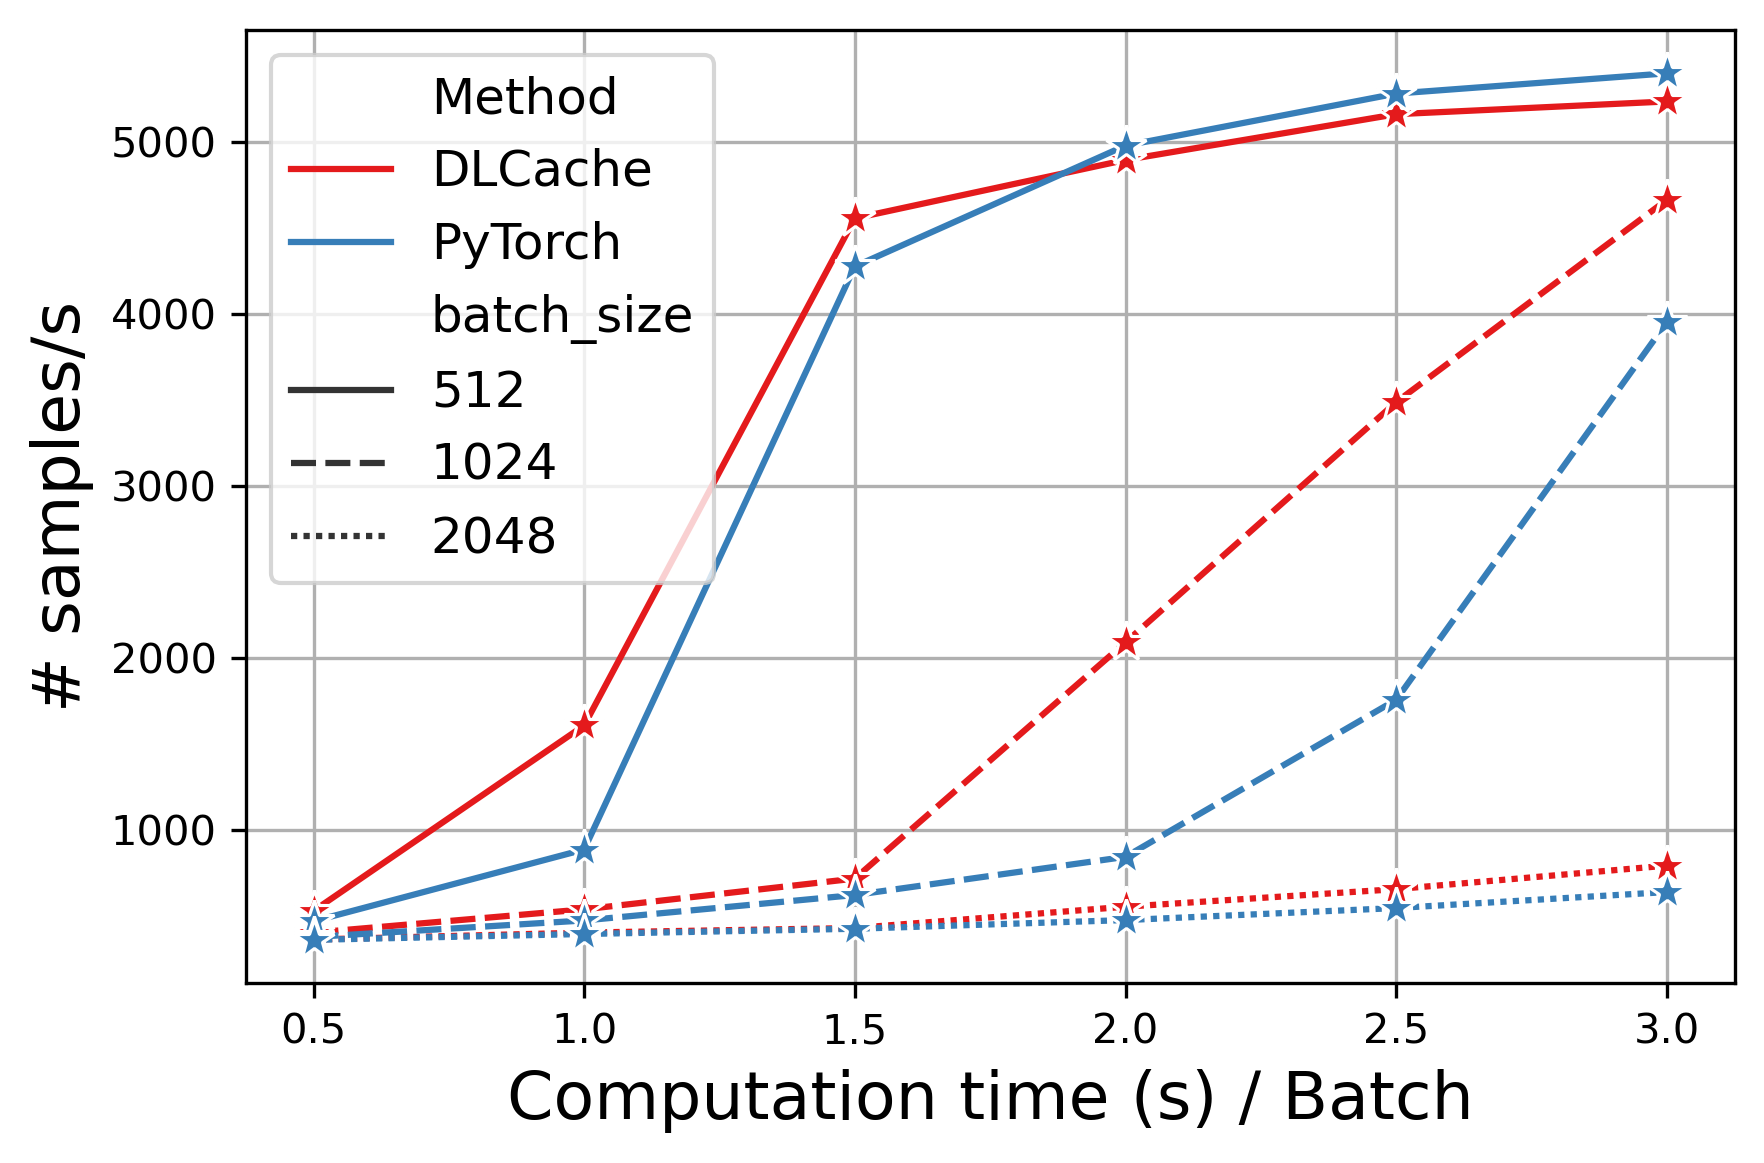 Method
DLCache
PyTorch
batch_size
512
1024
2048
# samples/s
5000
4000
3000
2000
1000
0.5 1.0 1.5 2.0 2.5 3.0
Computation time (s) / Batch